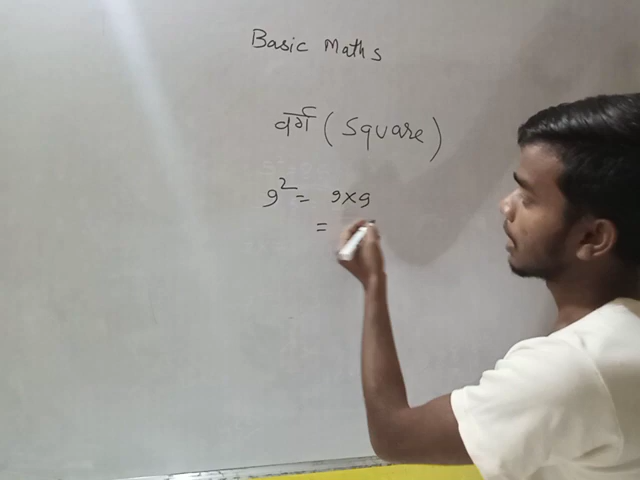 Basic Maths
वर्ग (Square)
9² = 9×9
=